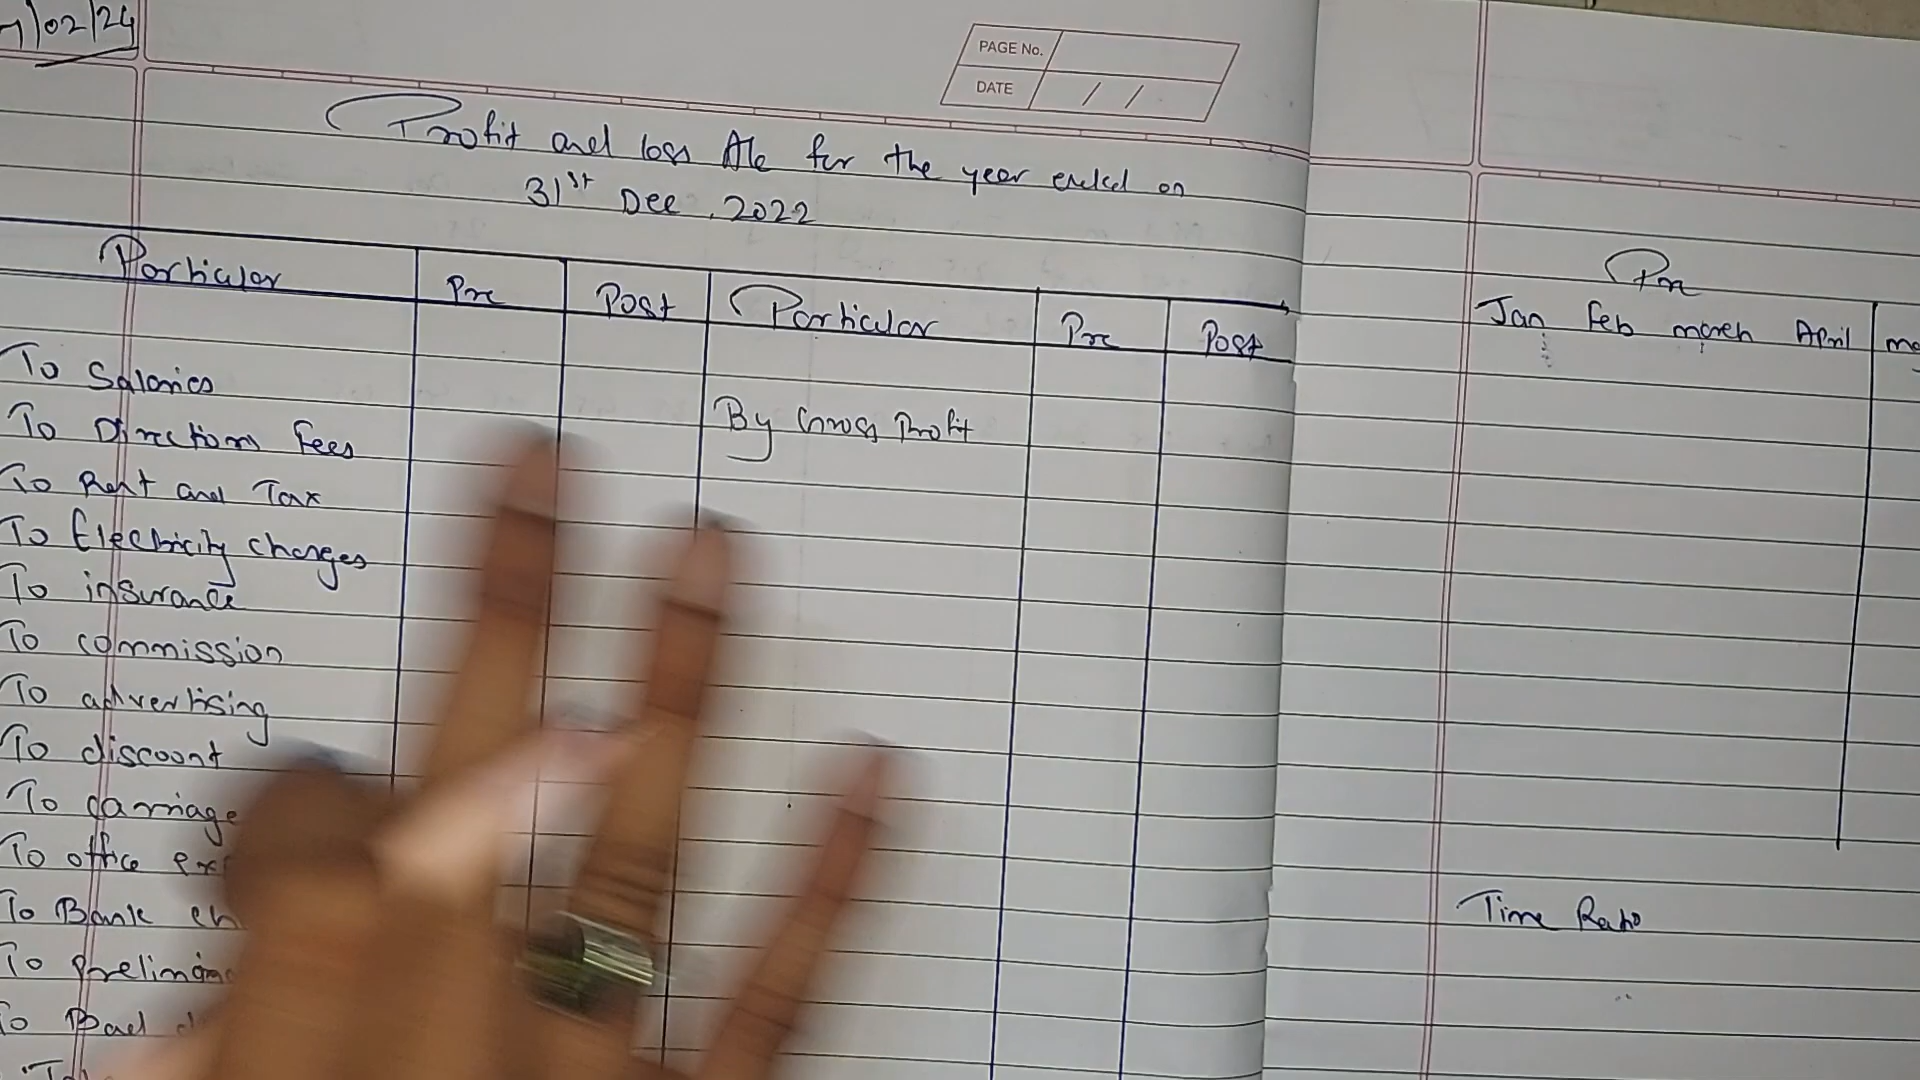 /02/24
PAGE No.
DATE / /
Profit and loss A/c for the year ended on
31st Dec. 2022
Particular Pre Post Particular Pre Post
To Salaries
By Gross Profit
To Directions Fees
To Rent and Tax
To Electricity charges
To insurance
To commission
To advertising
To discount
To carriage
To office
To Bank
To
To Bad
Pre
Jan Feb march April
Time Ratio